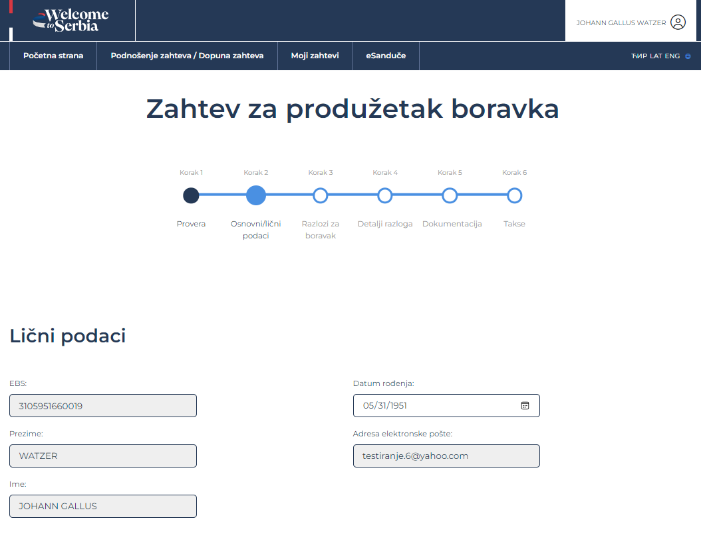 Welcome
to Serbia
JOHANN GALLUS WATZER
Početna strana
Podnošenje zahteva / Dopuna zahteva
Moji zahtevi
eSanduče
ЋИР LAT ENG
Zahtev za produžetak boravka
Korak 1
Korak 2
Korak 3
Korak 4
Korak 5
Korak 6
Provera
Osnovni/lični
podaci
Razlozi za
boravak
Detalji razloga
Dokumentacija
Takse
Lični podaci
EBS:
3105951660019
Datum rođenja:
05/31/1951
Prezime:
WATZER
Adresa elektronske pošte:
testiranje.6@yahoo.com
Ime:
JOHANN GALLUS